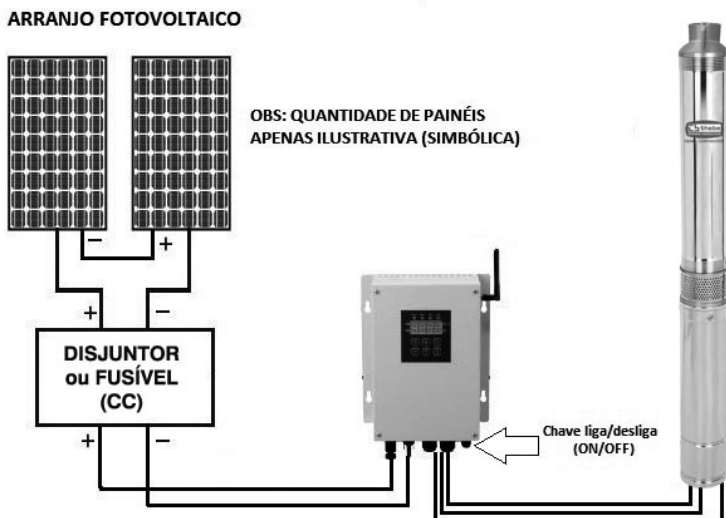 ARRANJO FOTOVOLTAICO
OBS: QUANTIDADE DE PAINÉIS
APENAS ILUSTRATIVA (SIMBÓLICA)
−
+
+
−
DISJUNTOR
ou FUSÍVEL
(CC)
+
−
Chave liga/desliga
(ON/OFF)